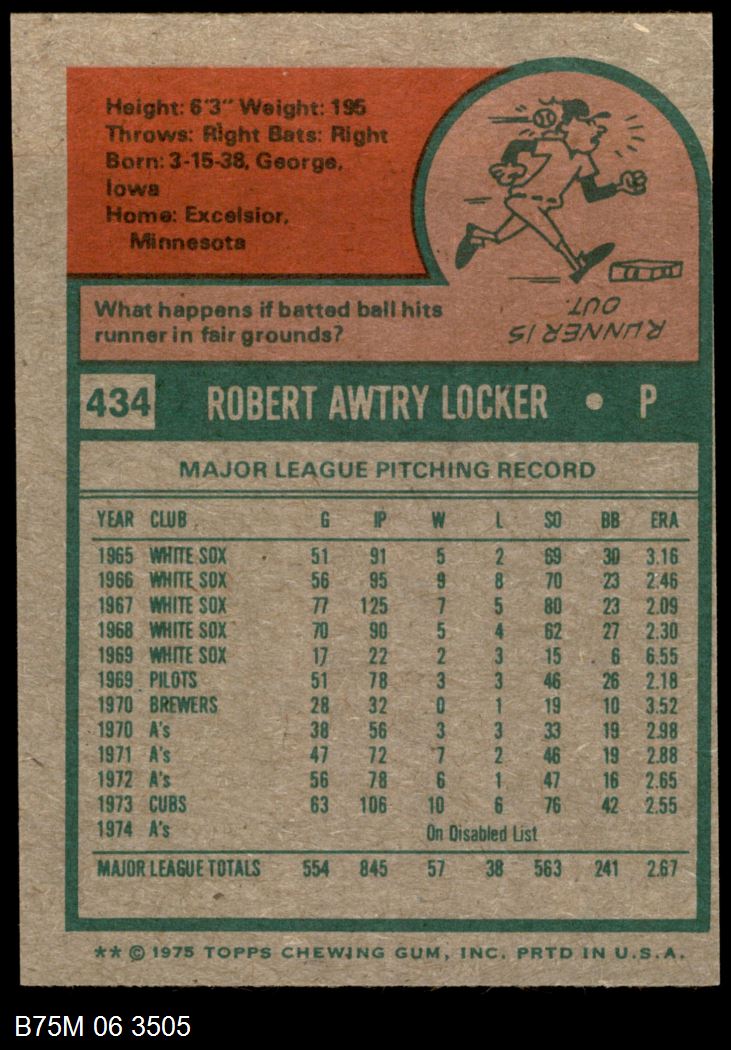 Height: 6'3" Weight: 195
Throws: Right Bats: Right
Born: 3-15-38, George,
Iowa
Home: Excelsior,
Minnesota
What happens if batted ball hits
runner in fair grounds?
RUNNER IS
OUT.
434 ROBERT AWTRY LOCKER • P
MAJOR LEAGUE PITCHING RECORD
YEAR CLUB G IP W L SO BB ERA
1965 WHITE SOX 51 91 5 2 69 30 3.16
1966 WHITE SOX 56 95 9 8 70 23 2.46
1967 WHITE SOX 77 125 7 5 80 23 2.09
1968 WHITE SOX 70 90 5 4 62 27 2.30
1969 WHITE SOX 17 22 2 3 15 6 6.55
1969 PILOTS 51 78 3 3 46 26 2.18
1970 BREWERS 28 32 0 1 19 10 3.52
1970 A's 38 56 3 3 33 19 2.98
1971 A's 47 72 7 2 46 19 2.88
1972 A's 56 78 6 1 47 16 2.65
1973 CUBS 63 106 10 6 76 42 2.55
1974 A's On Disabled List
MAJOR LEAGUE TOTALS 554 845 57 38 563 241 2.67
** © 1975 TOPPS CHEWING GUM, INC. PRTD IN U.S.A.
B75M 06 3505